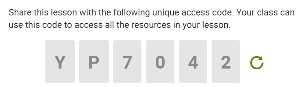 Share this lesson with the following unique access code. Your class can
use this code to access all the resources in your lesson.
Y P 7 0 4 2